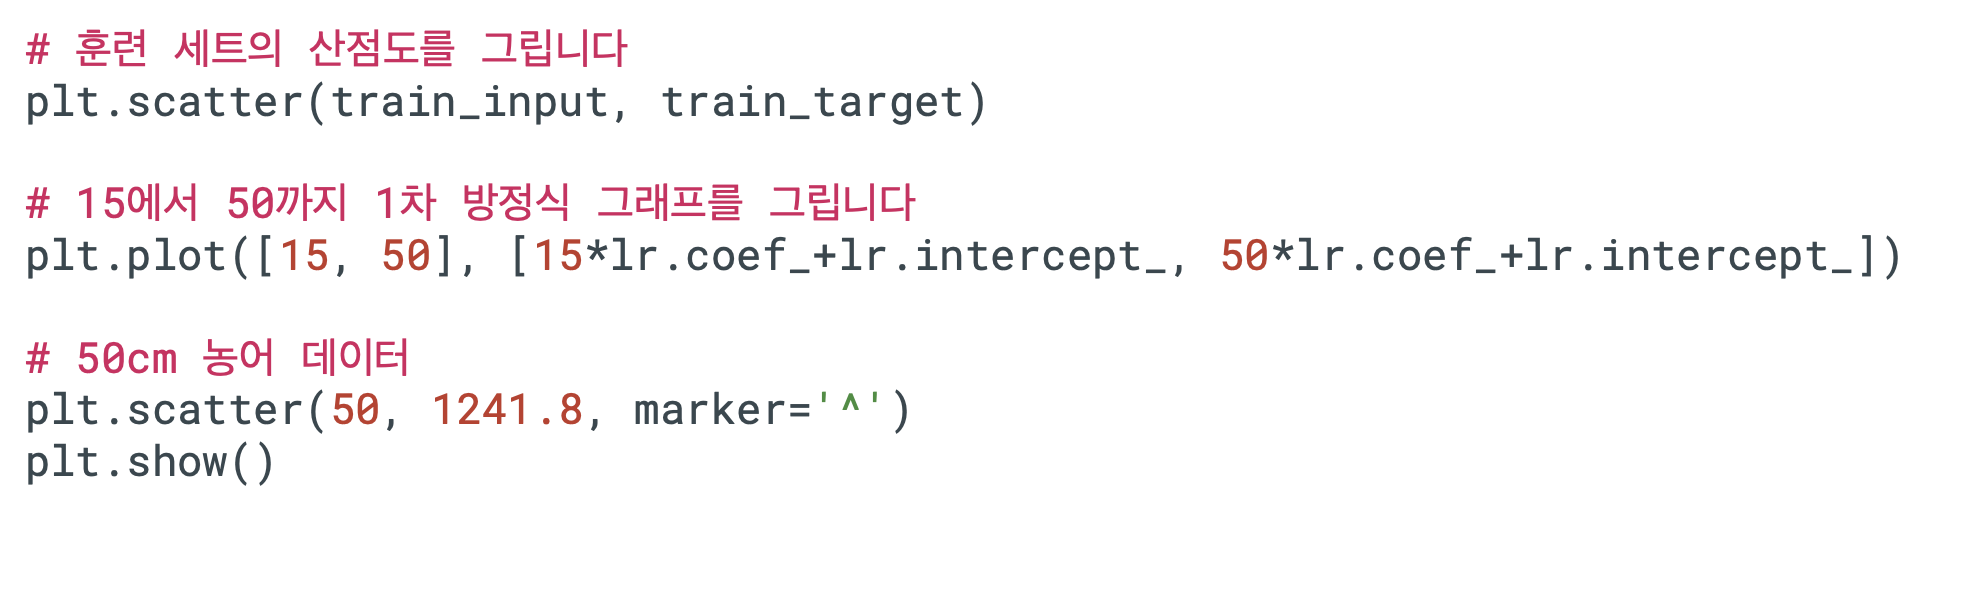 # 훈련 세트의 산점도를 그립니다
plt.scatter(train_input, train_target)
# 15에서 50까지 1차 방정식 그래프를 그립니다
plt.plot([15, 50], [15*lr.coef_+lr.intercept_, 50*lr.coef_+lr.intercept_])
# 50cm 농어 데이터
plt.scatter(50, 1241.8, marker='^')
plt.show()